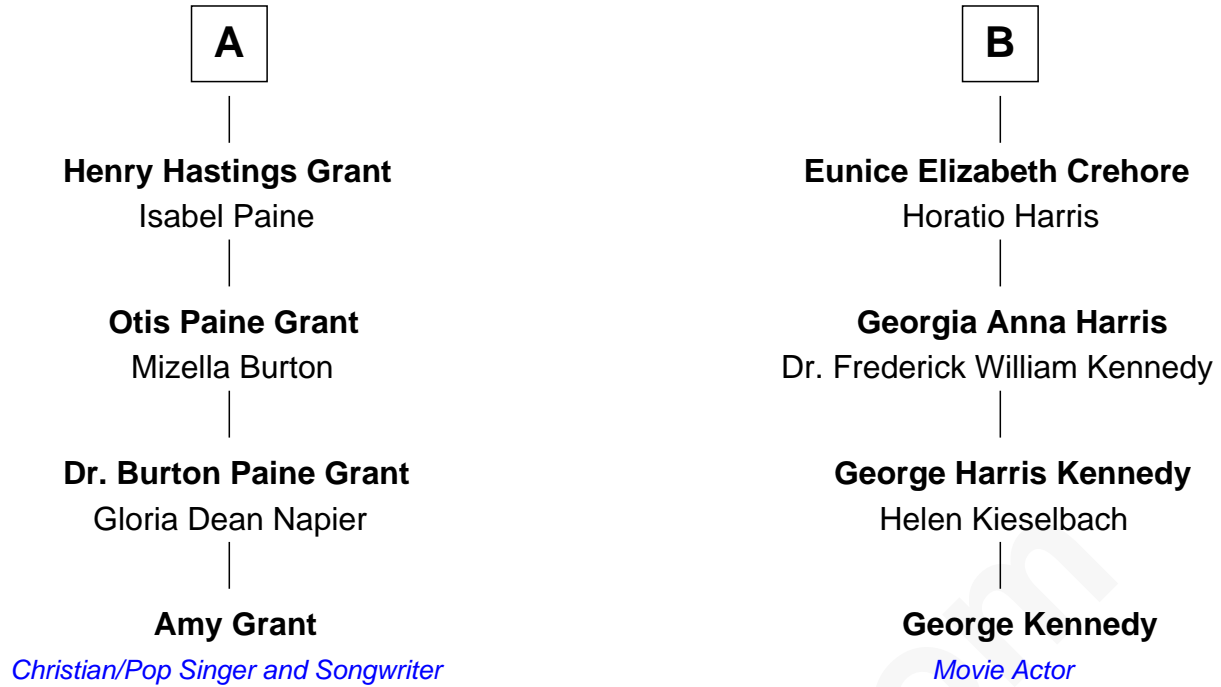 A
Henry Hastings Grant
Isabel Paine
Otis Paine Grant
Mizella Burton
Dr. Burton Paine Grant
Gloria Dean Napier
Amy Grant
Christian/Pop Singer and Songwriter
B
Eunice Elizabeth Crehore
Horatio Harris
Georgia Anna Harris
Dr. Frederick William Kennedy
George Harris Kennedy
Helen Kieselbach
George Kennedy
Movie Actor